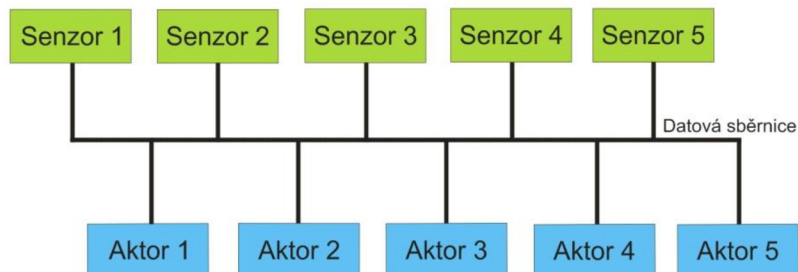 Senzor 1
Senzor 2
Senzor 3
Senzor 4
Senzor 5
Datová sběrnice
Aktor 1
Aktor 2
Aktor 3
Aktor 4
Aktor 5